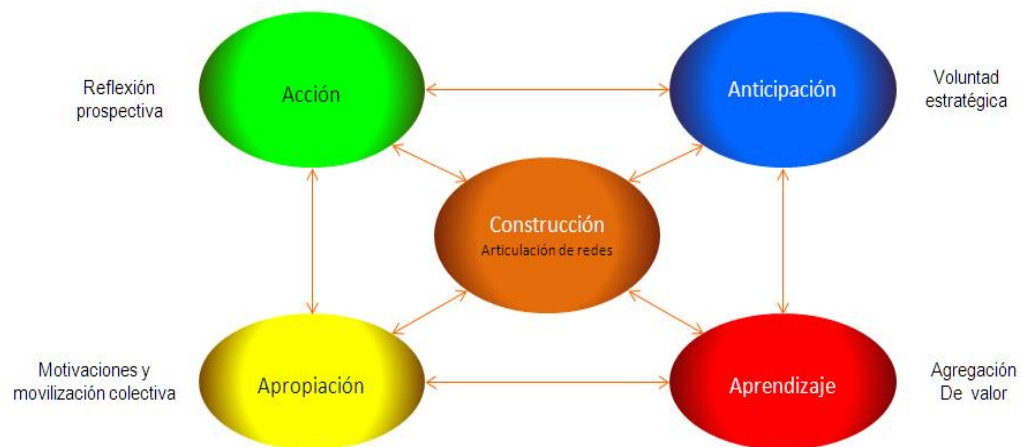 Reflexión
prospectiva
Acción
Anticipación
Voluntad
estratégica
Construcción
Articulación de redes
Motivaciones y
movilización colectiva
Apropiación
Aprendizaje
Agregación
De valor